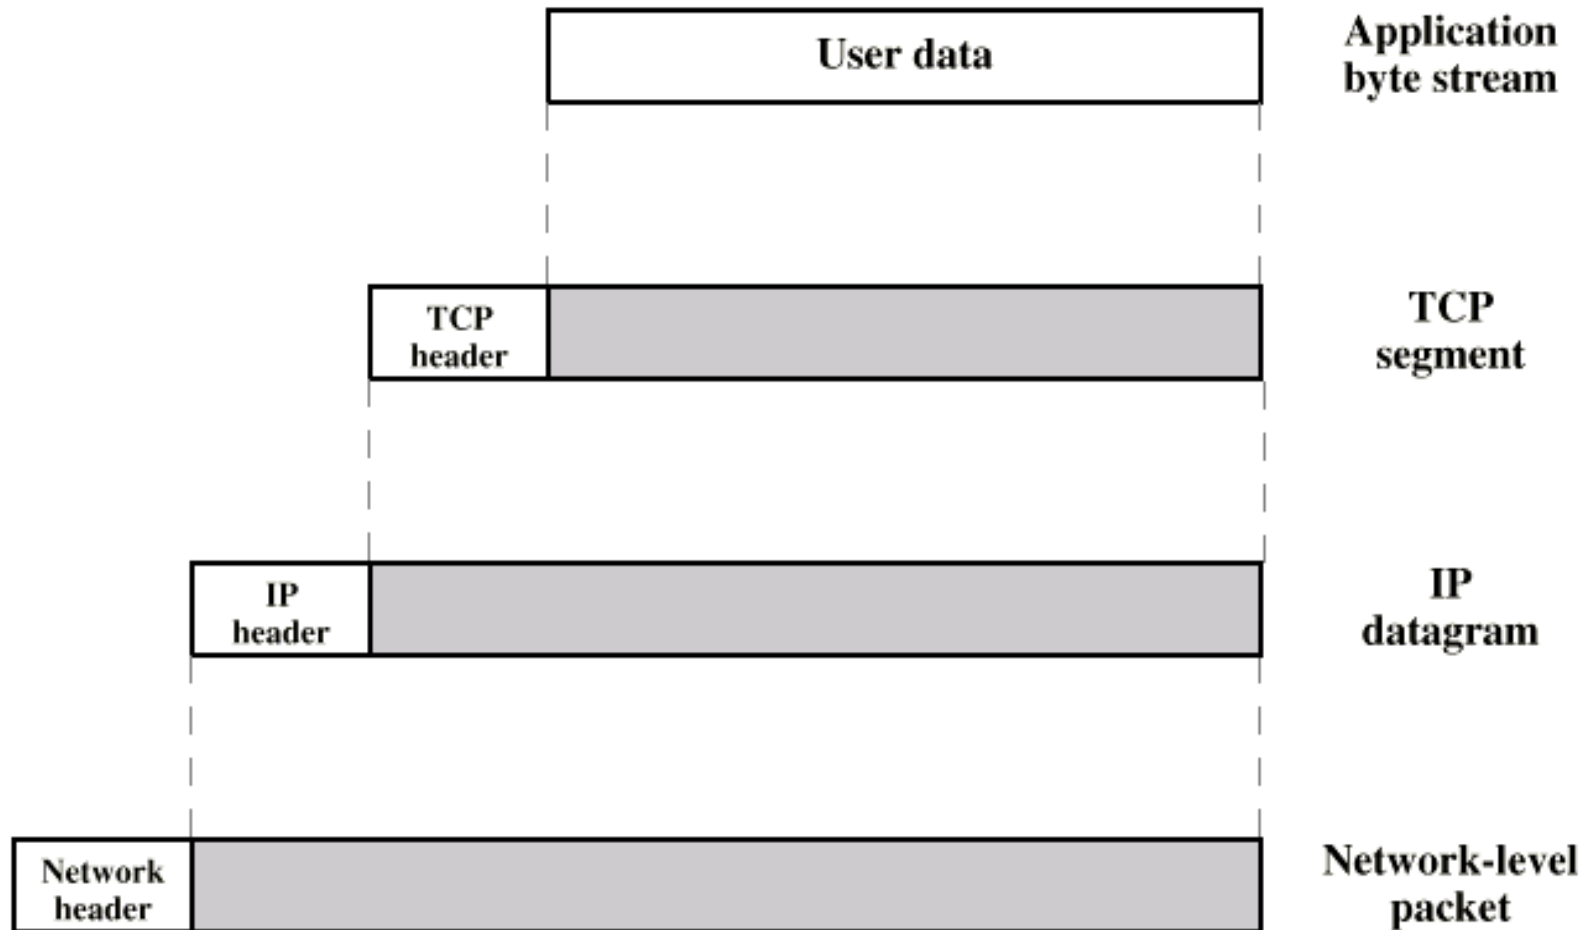 User data
Application
byte stream
TCP
header
TCP
segment
IP
header
IP
datagram
Network
header
Network-level
packet